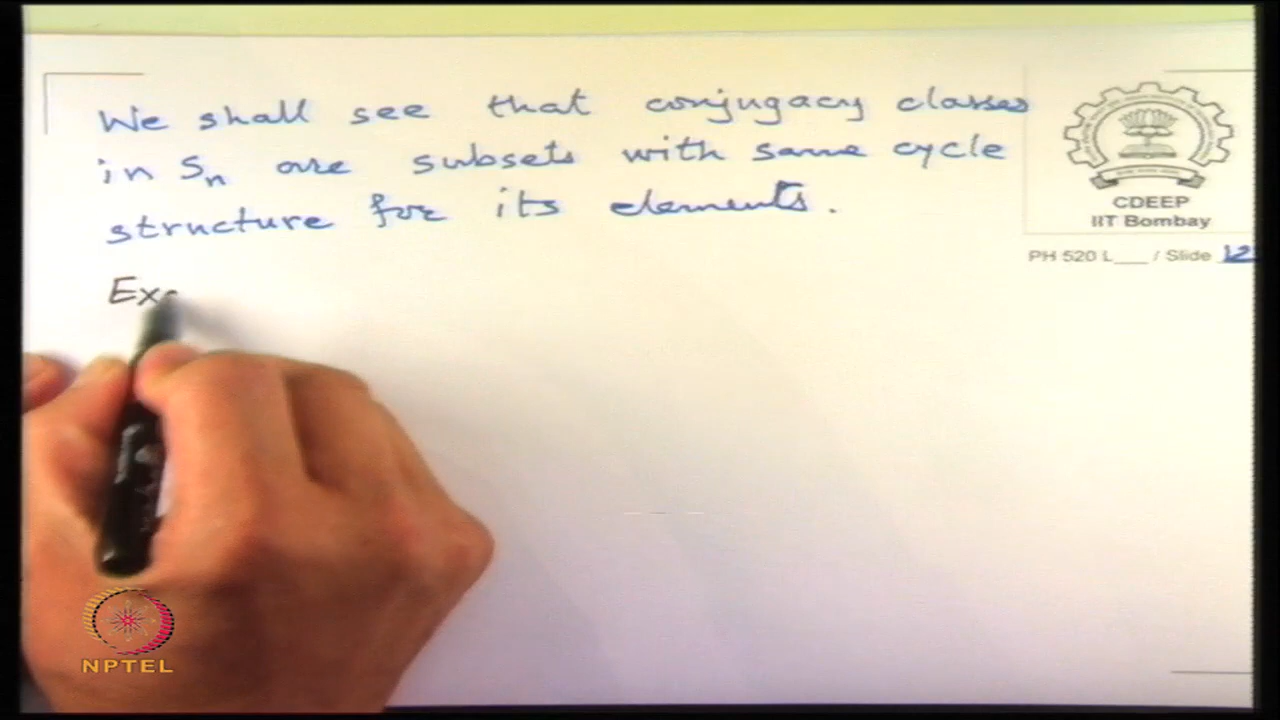 We shall see that conjugacy classes
in Sn are subsets with same cycle
structure for its elements.
Exa
CDEEP
IIT Bombay
PH 520 L___ / Slide 12
NPTEL